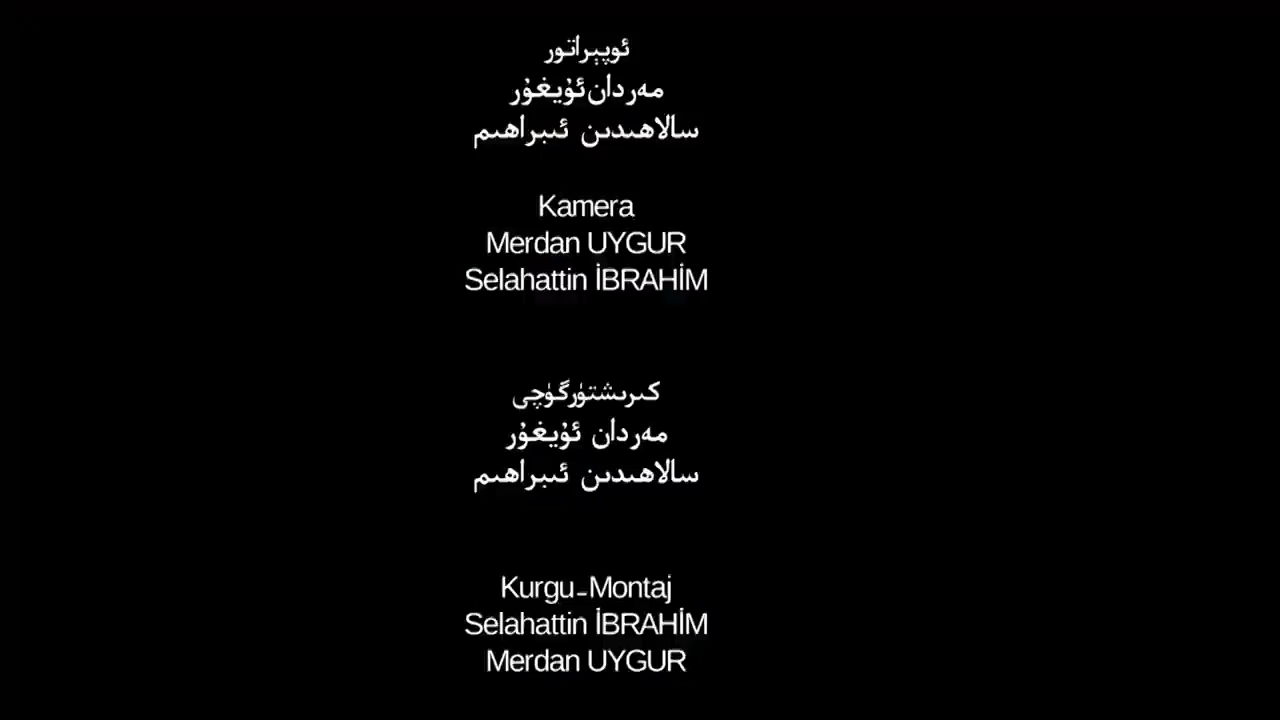 ئوپېراتور
مەردان ئۇيغۇر
سالاھىدىن ئىبراھىم
Kamera
Merdan UYGUR
Selahattin İBRAHİM
كىرىشتۈرگۈچى
مەردان ئۇيغۇر
سالاھىدىن ئىبراھىم
Kurgu-Montaj
Selahattin İBRAHİM
Merdan UYGUR